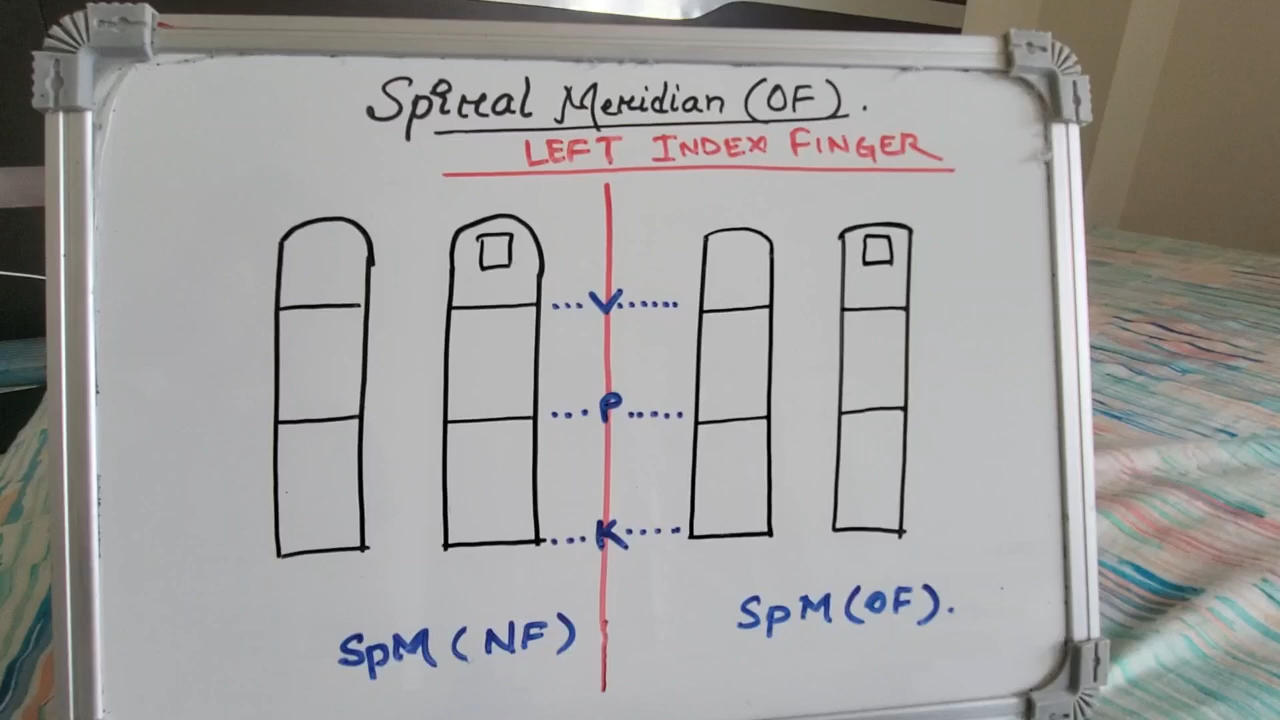 Spiral Meridian (OF).
LEFT INDEX FINGER
...V......
...P.....
...K....
SpM (NF)
SpM (OF).